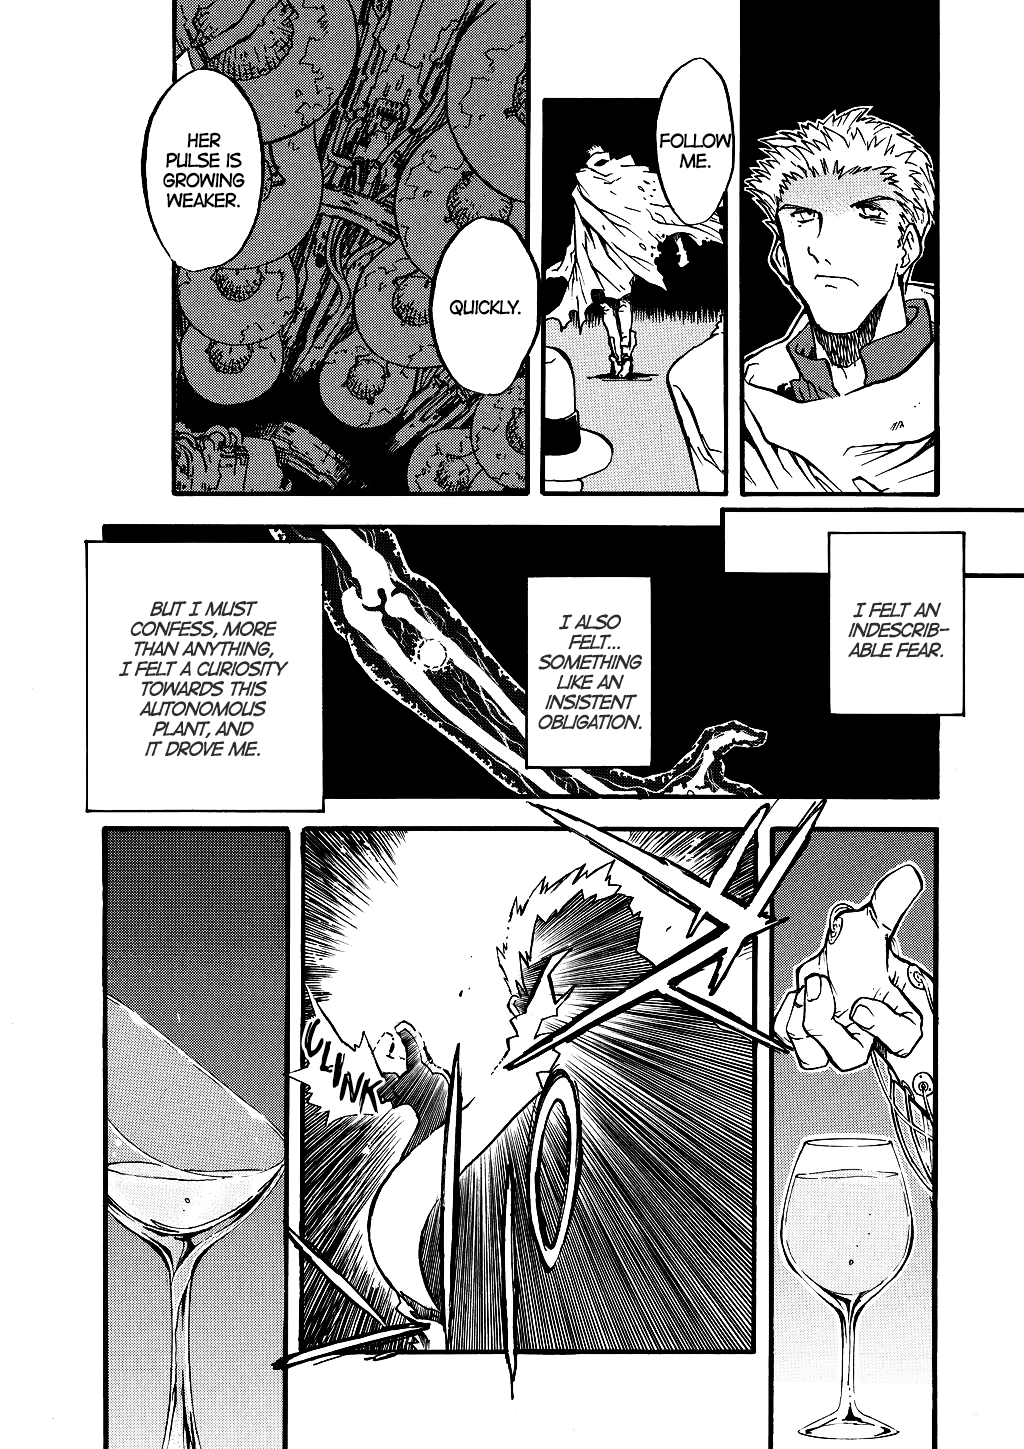 FOLLOW
ME.
HER
PULSE IS
GROWING
WEAKER.
QUICKLY.
I FELT AN
INDESCRIB-
ABLE FEAR.
I ALSO
FELT...
SOMETHING
LIKE AN
INSISTENT
OBLIGATION.
BUT I MUST
CONFESS, MORE
THAN ANYTHING,
I FELT A CURIOSITY
TOWARDS THIS
AUTONOMOUS
PLANT, AND
IT DROVE ME.
CLINK